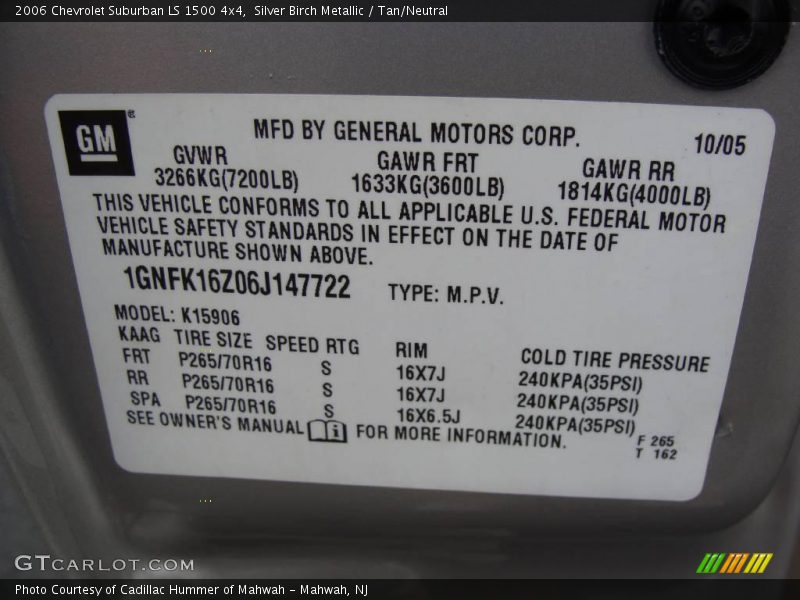 2006 Chevrolet Suburban LS 1500 4x4,  Silver Birch Metallic / Tan/Neutral
GM®
MFD BY GENERAL MOTORS CORP. 10/05
GVWR GAWR FRT GAWR RR
3266KG(7200LB) 1633KG(3600LB) 1814KG(4000LB)
THIS VEHICLE CONFORMS TO ALL APPLICABLE U.S. FEDERAL MOTOR
VEHICLE SAFETY STANDARDS IN EFFECT ON THE DATE OF
MANUFACTURE SHOWN ABOVE.
1GNFK16Z06J147722 TYPE: M.P.V.
MODEL: K15906
KAAG TIRE SIZE SPEED RTG RIM COLD TIRE PRESSURE
FRT P265/70R16 S 16X7J 240KPA(35PSI)
RR P265/70R16 S 16X7J 240KPA(35PSI)
SPA P265/70R16 S 16X6.5J 240KPA(35PSI)
SEE OWNER'S MANUAL i FOR MORE INFORMATION.
F 265
T 162
GTCARLOT.COM
Photo Courtesy of Cadillac Hummer of Mahwah - Mahwah, NJ